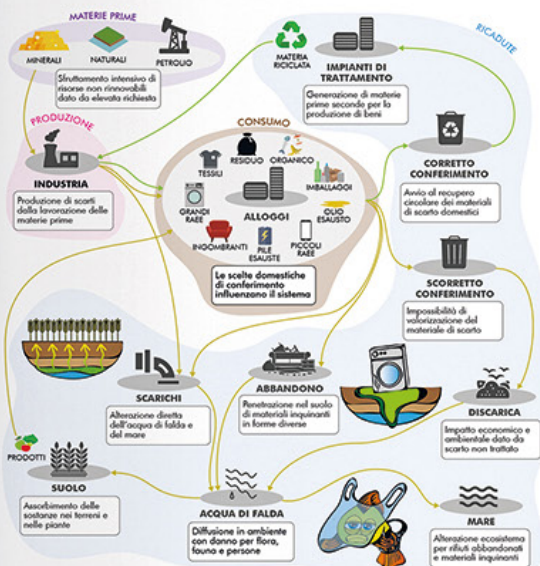 MATERIE PRIME
MINERALI
NATURALI
PETROLIO
Sfruttamento intensivo di
risorse non rinnovabili
dato da elevata richiesta
RICADUTE
MATERIA
RICICLATA
IMPIANTI DI
TRATTAMENTO
Generazione di materie
prime seconde per la
produzione di beni
PRODUZIONE
INDUSTRIA
Produzione di scarti
dalla lavorazione delle
materie prime
CONSUMO
TESSILI
RESIDUO
ORGANICO
IMBALLAGGI
GRANDI
RAEE
ALLOGGI
OLIO
ESAUSTO
INGOMBRANTI
PILE
ESAUSTE
PICCOLI
RAEE
Le scelte domestiche
di conferimento
influenzano il sistema
CORRETTO
CONFERIMENTO
Avvio al recupero
circolare dei materiali
di scarto domestici
SCORRETTO
CONFERIMENTO
Impossibilità di
valorizzazione del
materiale di scarto
SCARICHI
Alterazione diretta
dell'acqua di falda e
del mare
ABBANDONO
Penetrazione nel suolo
di materiali inquinanti
in forme diverse
DISCARICA
Impatto economico e
ambientale dato da
scarto non trattato
PRODOTTI
SUOLO
Assorbimento delle
sostanze nei terreni e
nelle piante
ACQUA DI FALDA
Diffusione in ambiente
con danno per flora,
fauna e persone
MARE
Alterazione ecosistema
per rifiuti abbandonati
e materiali inquinanti